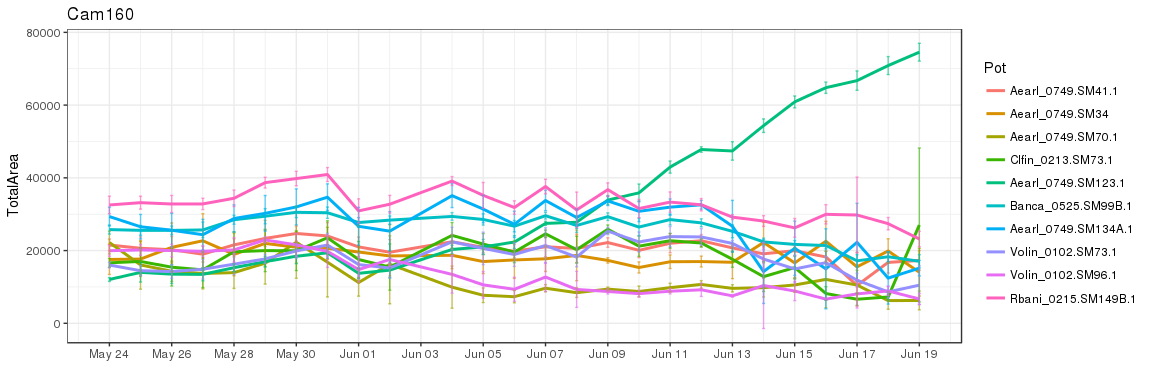 Cam160
TotalArea
80000
60000
40000
20000
0
May 24 May 26 May 28 May 30 Jun 01 Jun 03 Jun 05 Jun 07 Jun 09 Jun 11 Jun 13 Jun 15 Jun 17 Jun 19
Pot
Aearl_0749.SM41.1
Aearl_0749.SM34
Aearl_0749.SM70.1
Clfin_0213.SM73.1
Aearl_0749.SM123.1
Banca_0525.SM99B.1
Aearl_0749.SM134A.1
Volin_0102.SM73.1
Volin_0102.SM96.1
Rbani_0215.SM149B.1